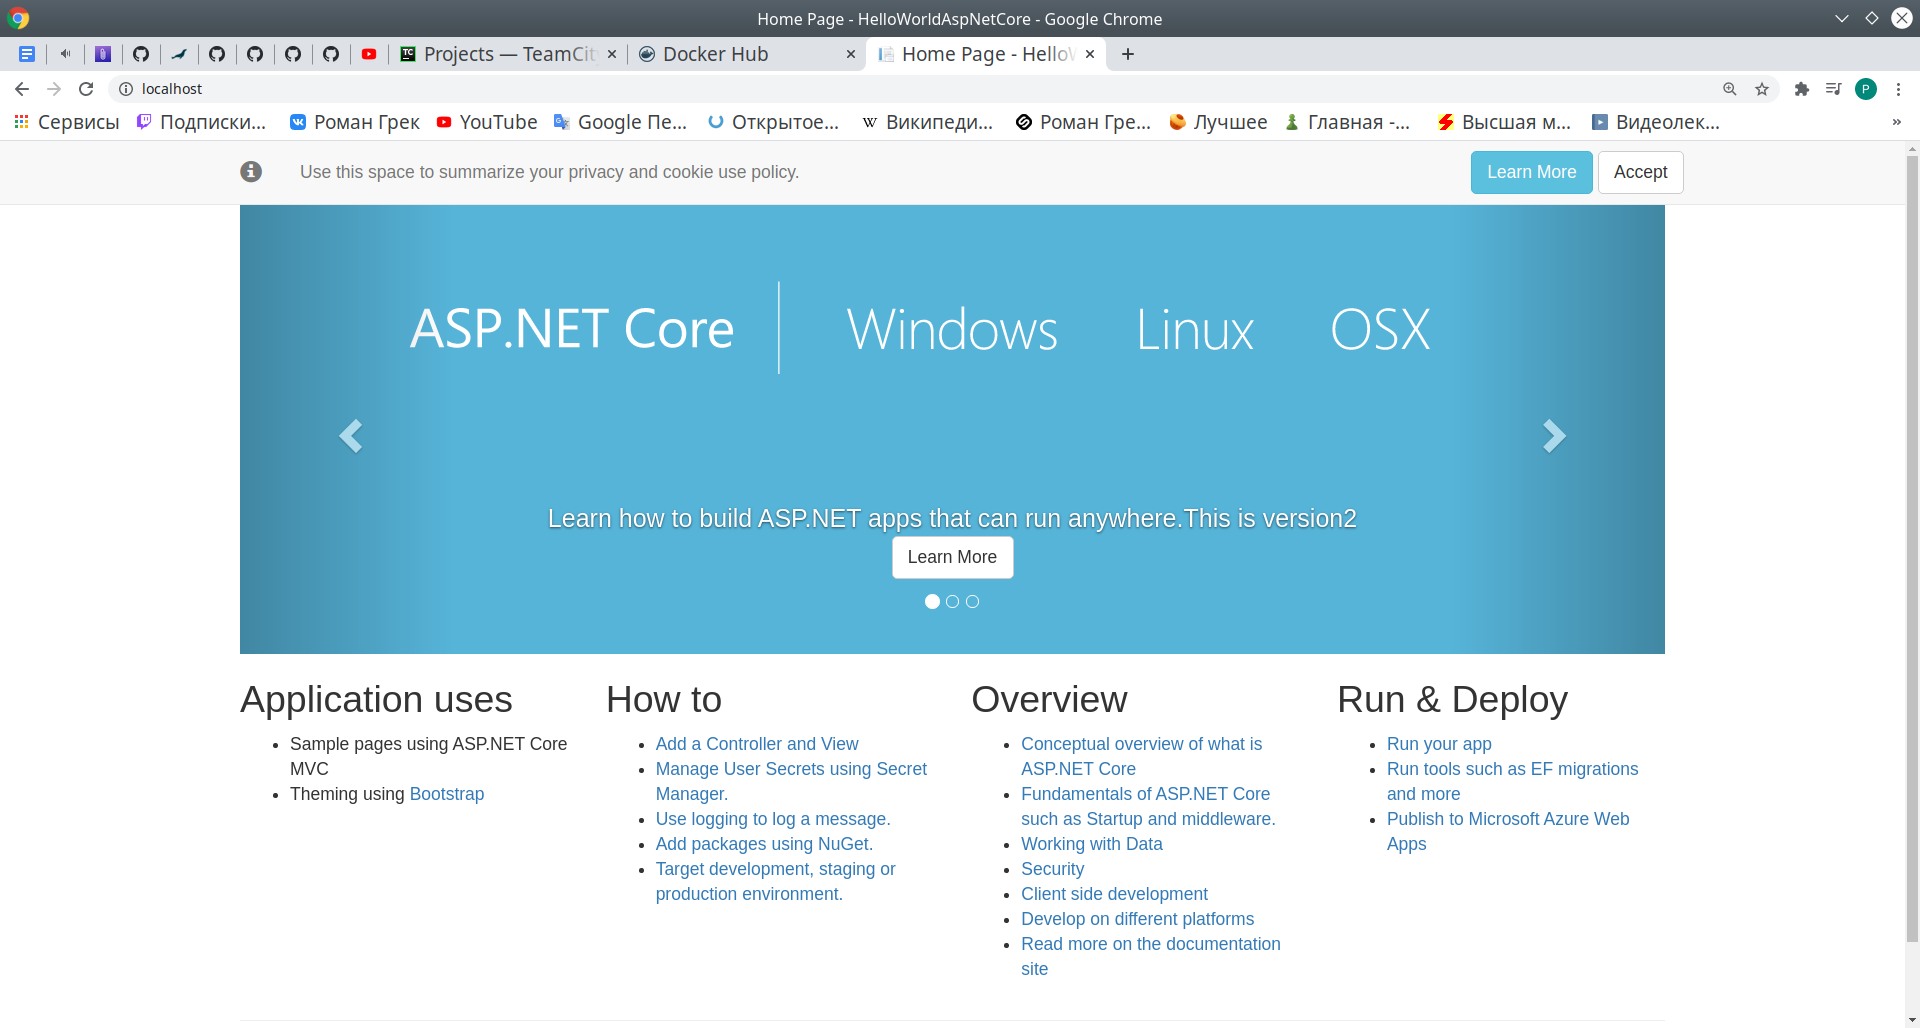 Home Page - HelloWorldAspNetCore - Google Chrome
Projects — TeamCit
Docker Hub
Home Page - HelloW
localhost
P
Сервисы
Подписки...
Роман Грек
YouTube
Google Пе...
Открытое...
W Википеди...
Роман Гре...
Лучшее
Главная -...
Высшая м...
Видеолек...
»
Use this space to summarize your privacy and cookie use policy.
Learn More
Accept
ASP.NET Core
Windows
Linux
OSX
Learn how to build ASP.NET apps that can run anywhere.This is version2
Learn More
Application uses
Sample pages using ASP.NET Core
MVC
Theming using Bootstrap
How to
Add a Controller and View
Manage User Secrets using Secret
Manager.
Use logging to log a message.
Add packages using NuGet.
Target development, staging or
production environment.
Overview
Conceptual overview of what is
ASP.NET Core
Fundamentals of ASP.NET Core
such as Startup and middleware.
Working with Data
Security
Client side development
Develop on different platforms
Read more on the documentation
site
Run & Deploy
Run your app
Run tools such as EF migrations
and more
Publish to Microsoft Azure Web
Apps